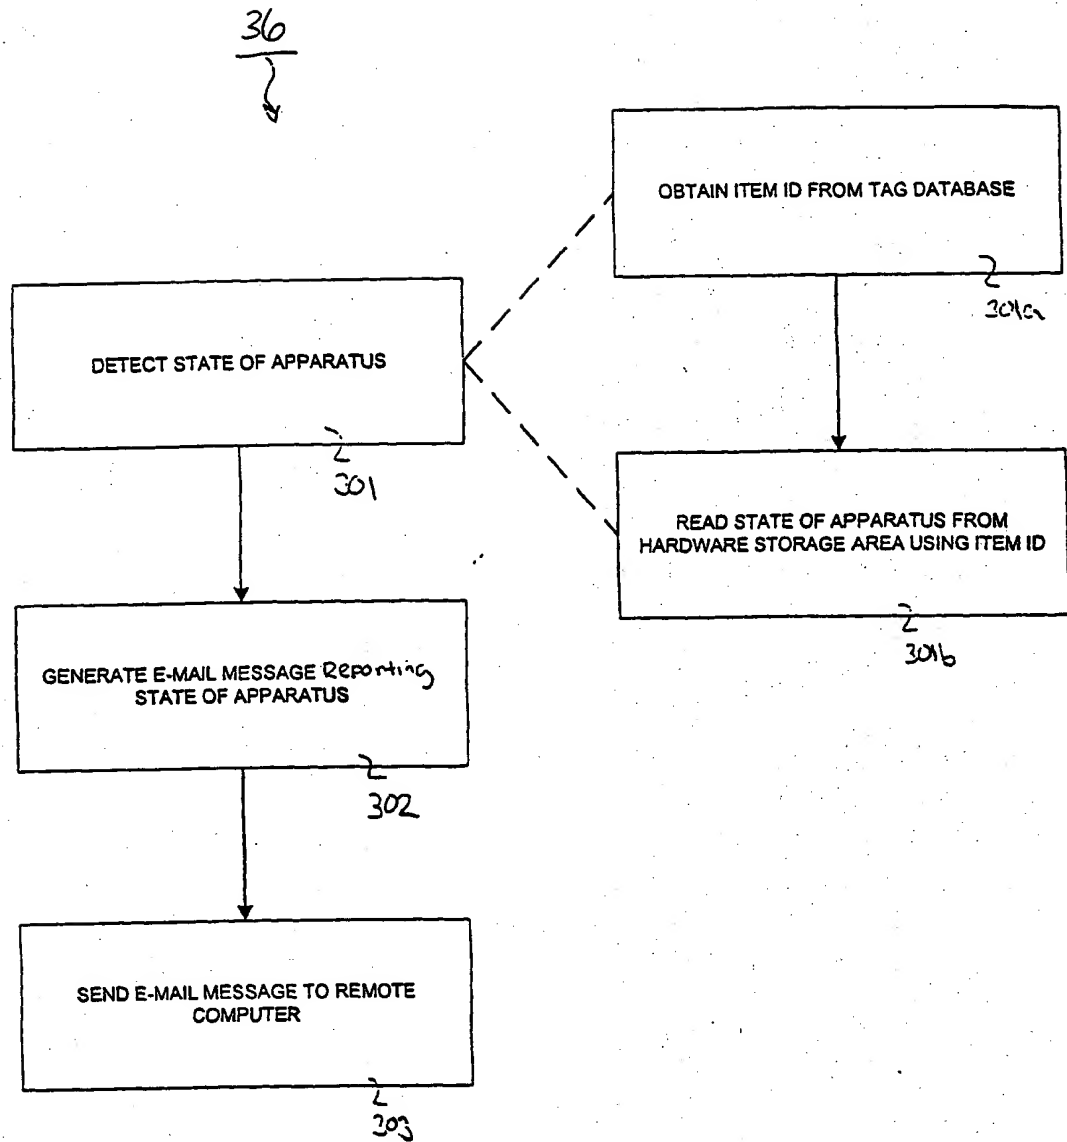 36
OBTAIN ITEM ID FROM TAG DATABASE
301a
DETECT STATE OF APPARATUS
301
READ STATE OF APPARATUS FROM
HARDWARE STORAGE AREA USING ITEM ID
301b
GENERATE E-MAIL MESSAGE Reporting
STATE OF APPARATUS
302
SEND E-MAIL MESSAGE TO REMOTE
COMPUTER
303